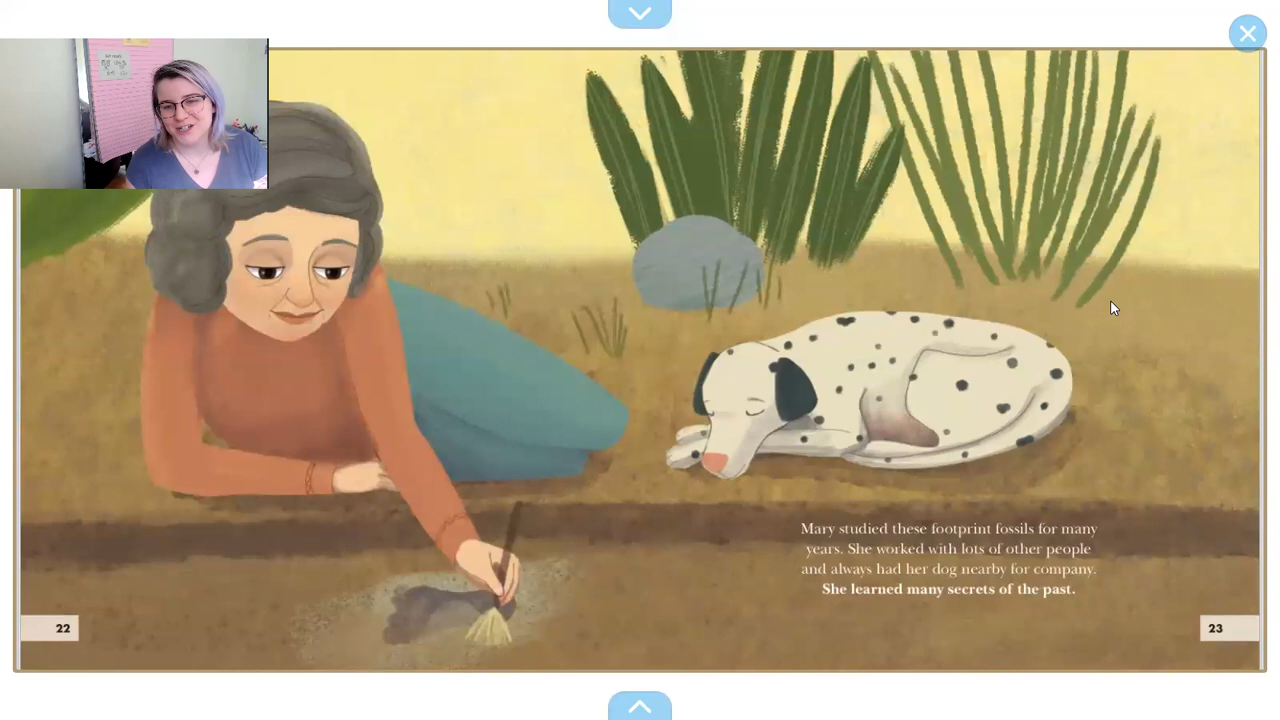 Mary studied these footprint fossils for many
years. She worked with lots of other people
and always had her dog nearby for company.
She learned many secrets of the past.
22
23